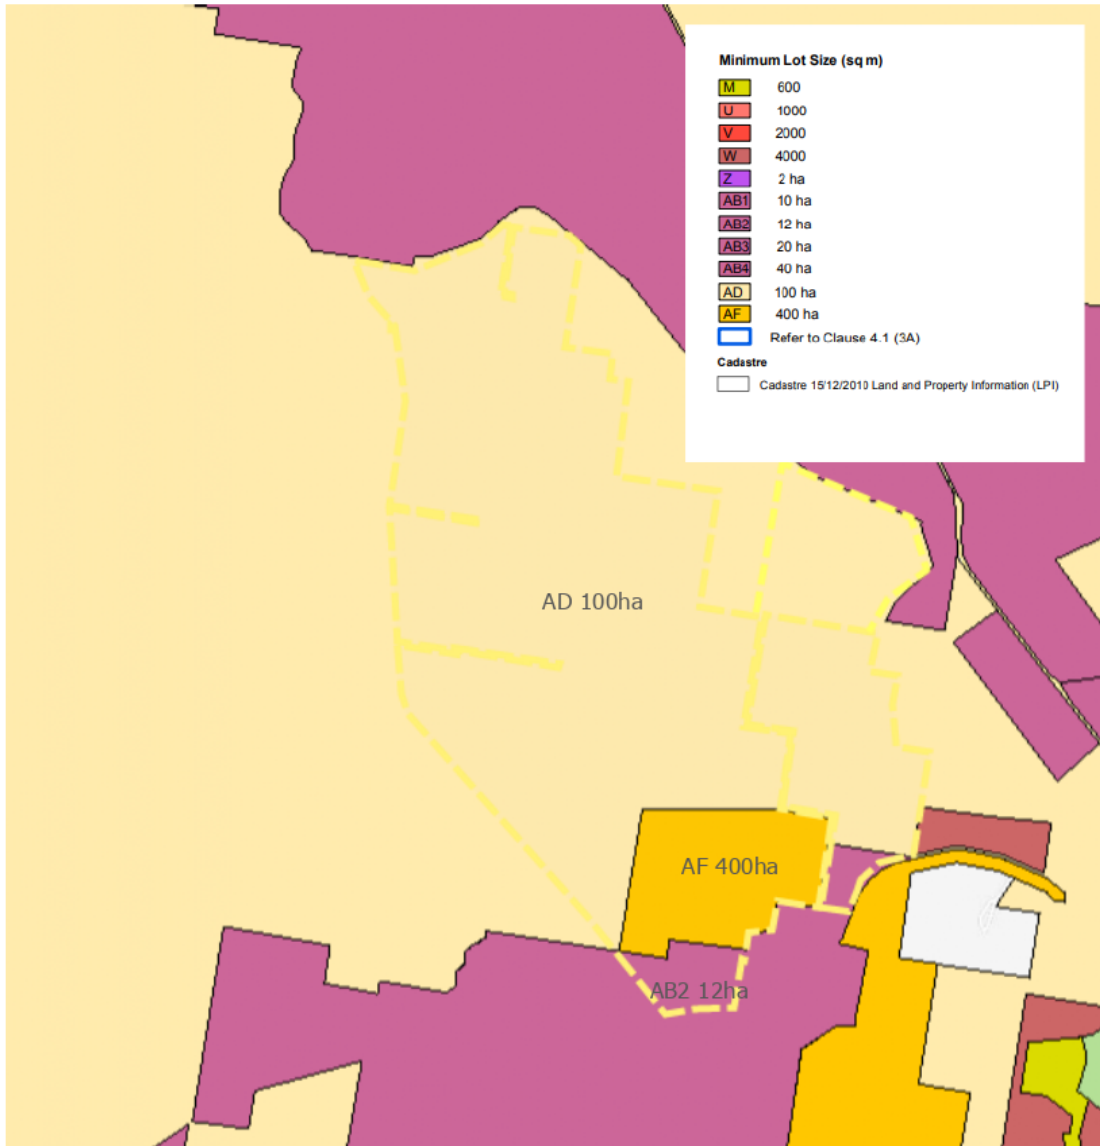 Minimum Lot Size (sq m)
M 600
U 1000
V 2000
W 4000
Z 2 ha
AB1 10 ha
AB2 12 ha
AB3 20 ha
AB4 40 ha
AD 100 ha
AF 400 ha
Refer to Clause 4.1 (3A)
Cadastre
Cadastre 15/12/2010 Land and Property Information (LPI)
AD 100ha
AF 400ha
AB2 12ha